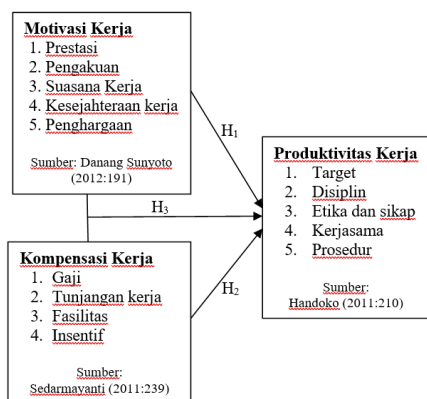 Motivasi Kerja
1. Prestasi
2. Pengakuan
3. Suasana Kerja
4. Kesejahteraan kerja
5. Penghargaan
Sumber: Danang Sunyoto
(2012:191)
H1
H3
H2
Kompensasi Kerja
1. Gaji
2. Tunjangan kerja
3. Fasilitas
4. Insentif
Sumber:
Sedarmayanti (2011:239)
Produktivitas Kerja
1. Target
2. Disiplin
3. Etika dan sikap
4. Kerjasama
5. Prosedur
Sumber:
Handoko (2011:210)